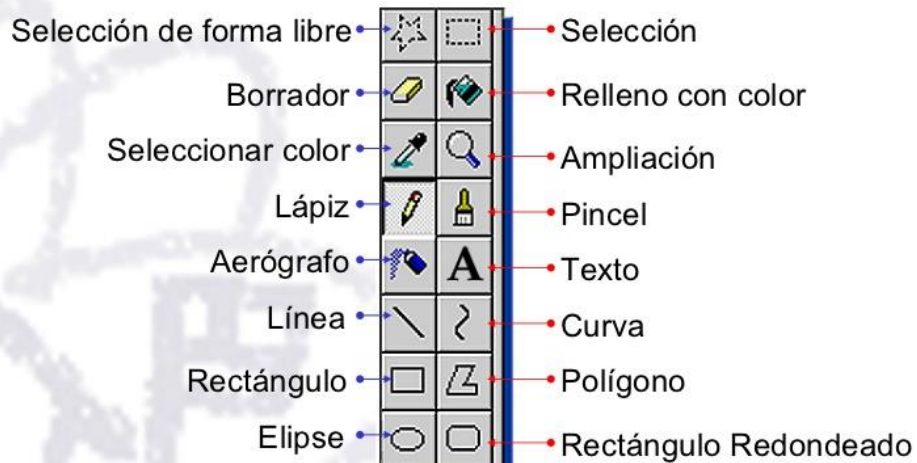 Selección de forma libre
Selección
Borrador
Relleno con color
Seleccionar color
Ampliación
Lápiz
Pincel
Aerógrafo
A
Texto
Línea
Curva
Rectángulo
Polígono
Elipse
Rectángulo Redondeado